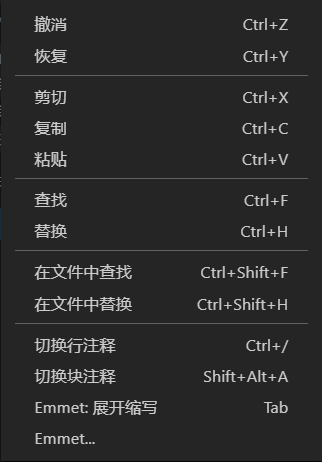 撤消 Ctrl+Z
恢复 Ctrl+Y
剪切 Ctrl+X
复制 Ctrl+C
粘贴 Ctrl+V
查找 Ctrl+F
替换 Ctrl+H
在文件中查找 Ctrl+Shift+F
在文件中替换 Ctrl+Shift+H
切换行注释 Ctrl+/
切换块注释 Shift+Alt+A
Emmet: 展开缩写 Tab
Emmet...